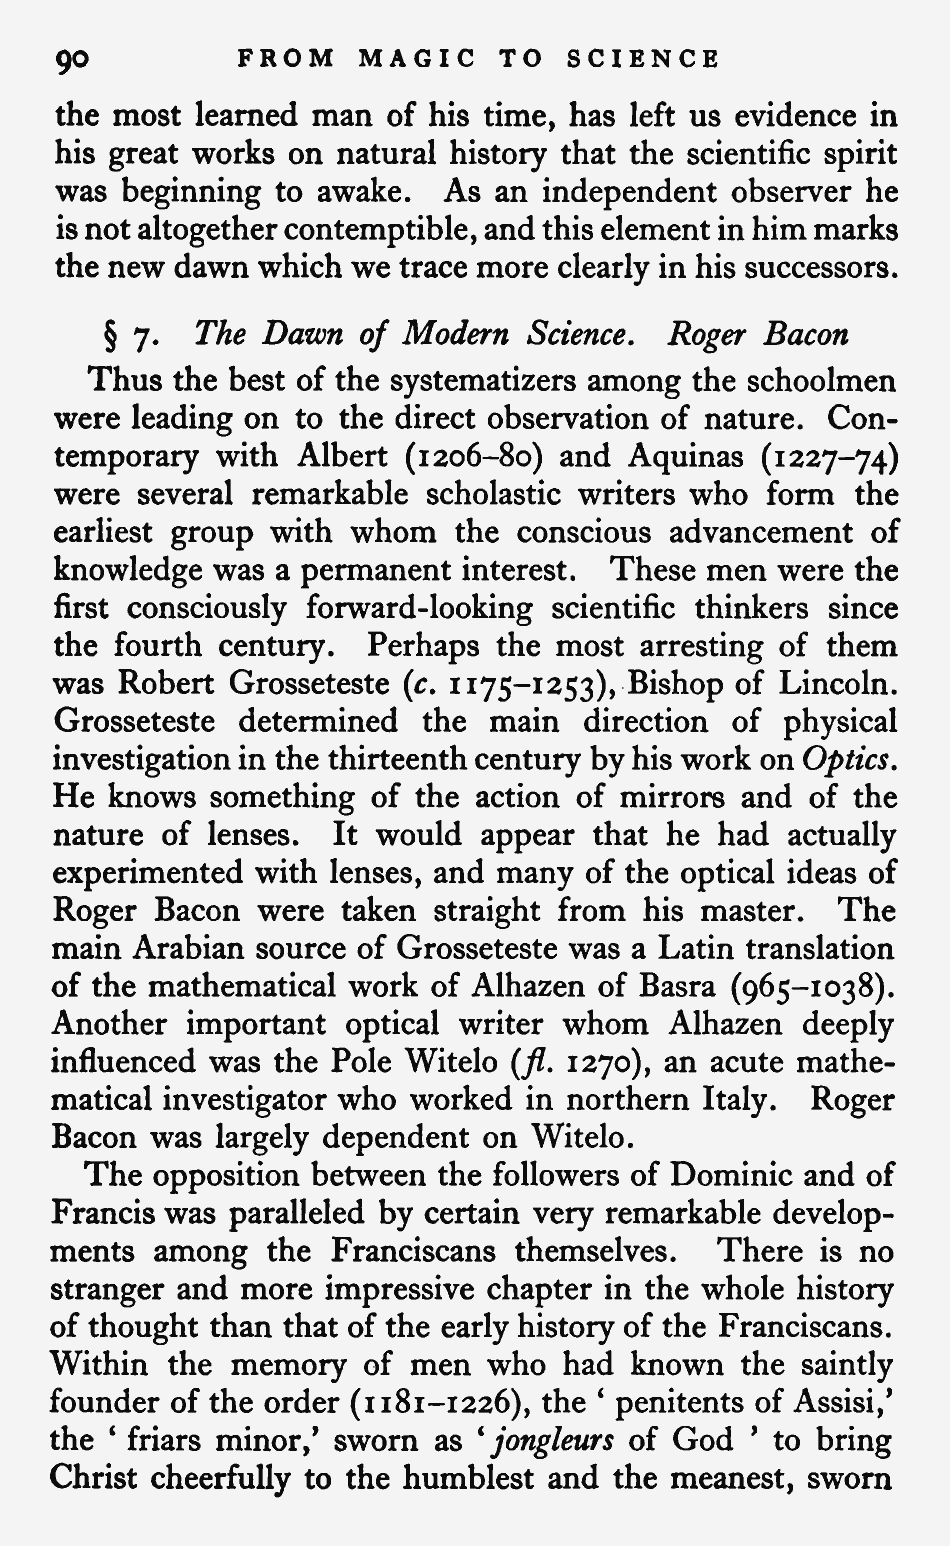 90 FROM MAGIC TO SCIENCE
the most learned man of his time, has left us evidence in
his great works on natural history that the scientific spirit
was beginning to awake. As an independent observer he
is not altogether contemptible, and this element in him marks
the new dawn which we trace more clearly in his successors.
§ 7. The Dawn of Modern Science. Roger Bacon
Thus the best of the systematizers among the schoolmen
were leading on to the direct observation of nature. Con-
temporary with Albert (1206–80) and Aquinas (1227–74)
were several remarkable scholastic writers who form the
earliest group with whom the conscious advancement of
knowledge was a permanent interest. These men were the
first consciously forward-looking scientific thinkers since
the fourth century. Perhaps the most arresting of them
was Robert Grosseteste (c. 1175–1253), Bishop of Lincoln.
Grosseteste determined the main direction of physical
investigation in the thirteenth century by his work on Optics.
He knows something of the action of mirrors and of the
nature of lenses. It would appear that he had actually
experimented with lenses, and many of the optical ideas of
Roger Bacon were taken straight from his master. The
main Arabian source of Grosseteste was a Latin translation
of the mathematical work of Alhazen of Basra (965–1038).
Another important optical writer whom Alhazen deeply
influenced was the Pole Witelo (fl. 1270), an acute mathe-
matical investigator who worked in northern Italy. Roger
Bacon was largely dependent on Witelo.
The opposition between the followers of Dominic and of
Francis was paralleled by certain very remarkable develop-
ments among the Franciscans themselves. There is no
stranger and more impressive chapter in the whole history
of thought than that of the early history of the Franciscans.
Within the memory of men who had known the saintly
founder of the order (1181–1226), the ‘ penitents of Assisi,’
the ‘ friars minor,’ sworn as ‘ jongleurs of God ’ to bring
Christ cheerfully to the humblest and the meanest, sworn